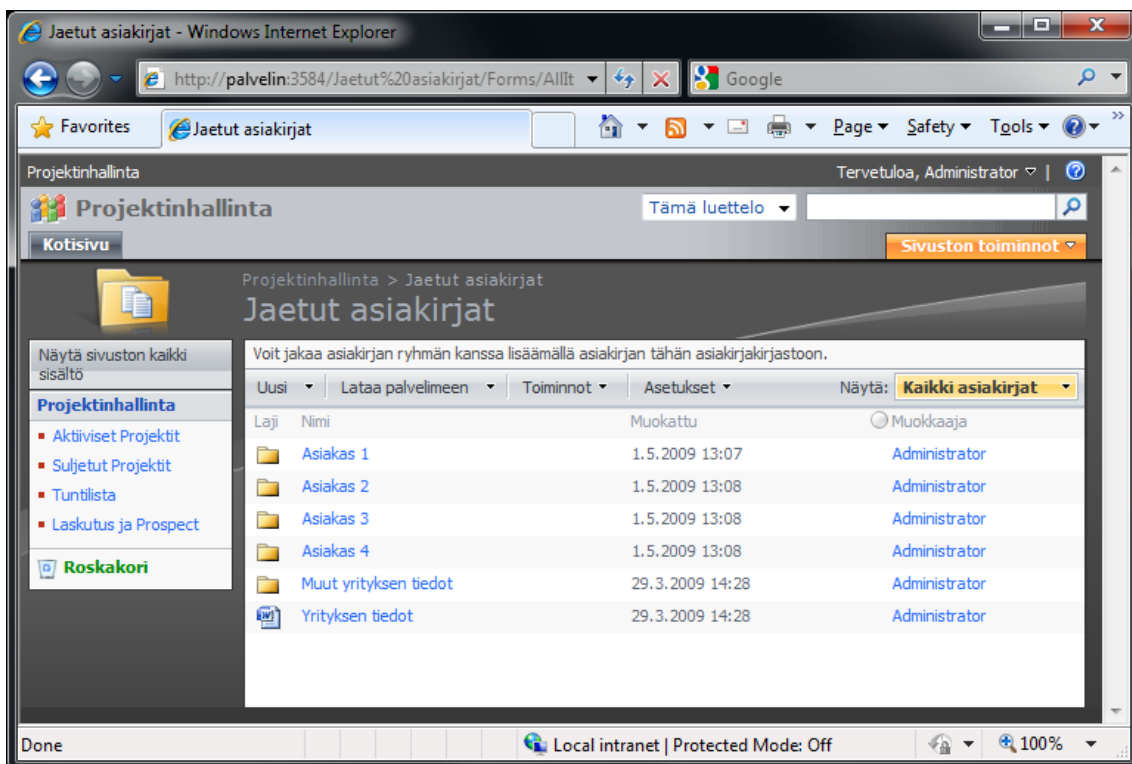 Jaetut asiakirjat - Windows Internet Explorer
http://palvelin:3584/Jaetut%20asiakirjat/Forms/AllIt
Google
Favorites
Jaetut asiakirjat
Page
Safety
Tools
Projektinhallinta
Tervetuloa, Administrator
Projektinhallinta
Tämä luettelo
Kotisivu
Sivuston toiminnot
Projektinhallinta > Jaetut asiakirjat
Jaetut asiakirjat
Näytä sivuston kaikki
sisältö
Projektinhallinta
Aktiiviset Projektit
Suljetut Projektit
Tuntilista
Laskutus ja Prospect
Roskakori
Voit jakaa asiakirjan ryhmän kanssa lisäämällä asiakirjan tähän asiakirjakirjastoon.
Uusi Lataa palvelimeen Toiminnot Asetukset Näytä: Kaikki asiakirjat
Laji Nimi Muokattu Muokkaaja
Asiakas 1 1.5.2009 13:07 Administrator
Asiakas 2 1.5.2009 13:08 Administrator
Asiakas 3 1.5.2009 13:08 Administrator
Asiakas 4 1.5.2009 13:08 Administrator
Muut yrityksen tiedot 29.3.2009 14:28 Administrator
Yrityksen tiedot 29.3.2009 14:28 Administrator
Done
Local intranet | Protected Mode: Off
100%